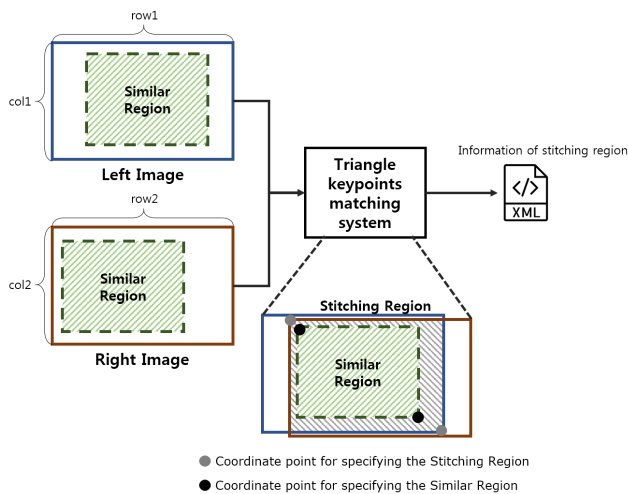 row1
col1
Similar
Region
Left Image
row2
col2
Similar
Region
Right Image
Triangle
keypoints
matching
system
Information of stitching region
</>
XML
Stitching Region
Similar
Region
Coordinate point for specifying the Stitching Region
Coordinate point for specifying the Similar Region